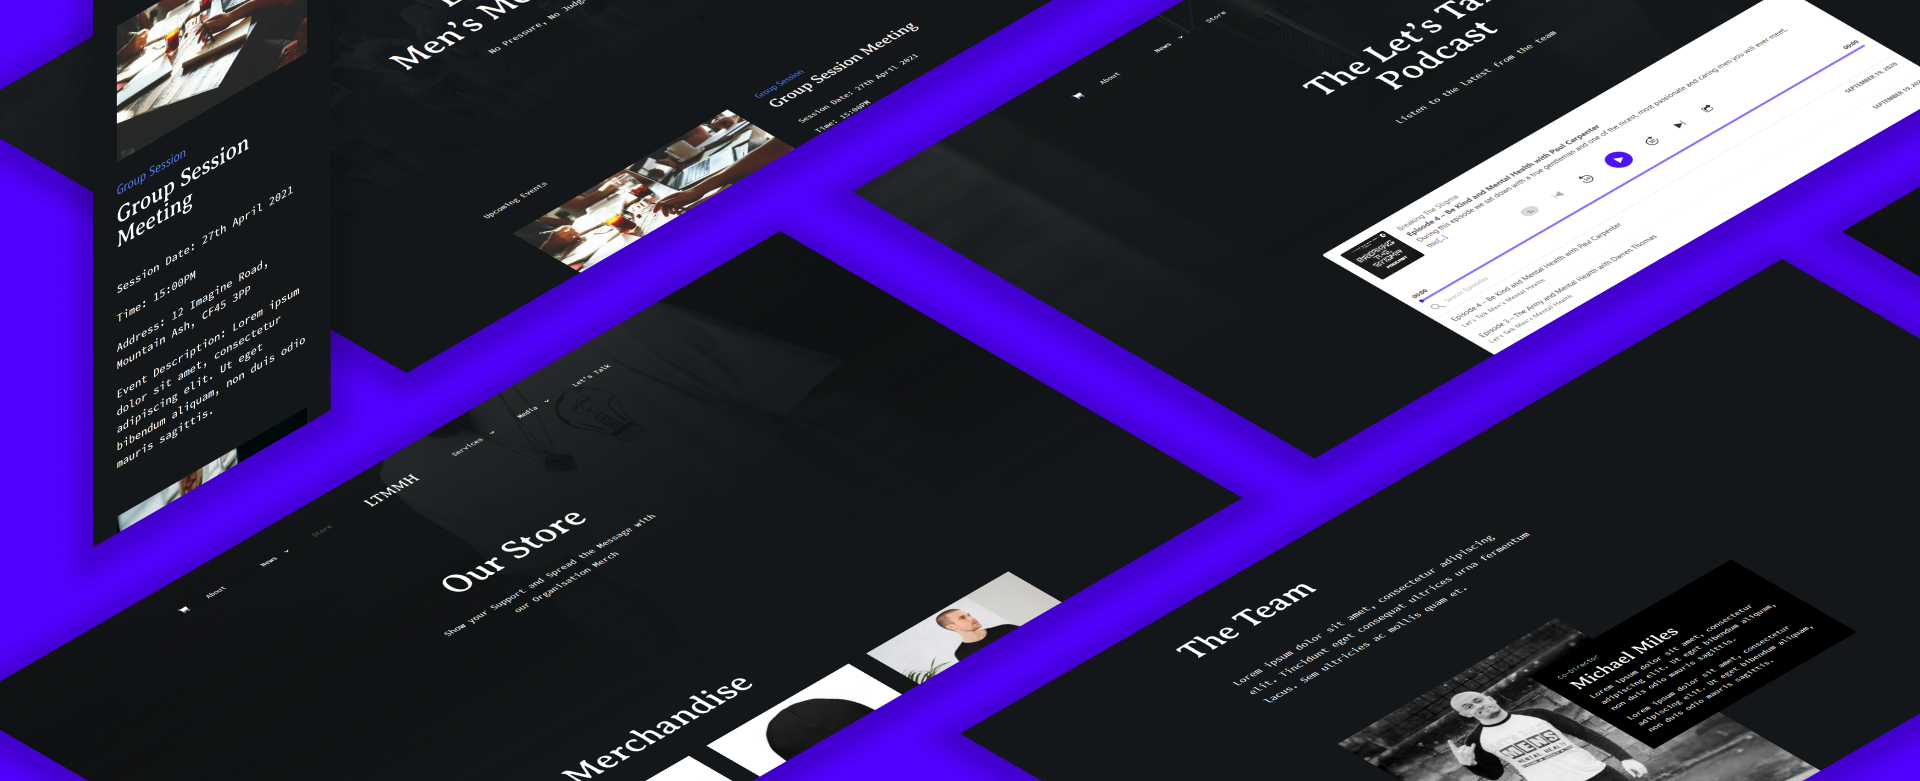 Group Session
Group Session
Meeting
Session Date: 27th April 2021
Time: 15:00PM
Address: 12 Imagine Road,
Mountain Ash, CF45 3PP
Event Description: Lorem ipsum
dolor sit amet, consectetur
adipiscing elit. Ut eget
bibendum aliquam, non duis odio
mauris sagittis.
Men's
No Pressure, No
Upcoming Events
Group Session
Group Session Meeting
Session Date: 27th April 2021
Time: 15:00PM
About
News
Store
The Let's
Podcast
Listen to the latest from the team
Breaking The Stigma
Episode 4 – Be Kind and Mental Health with Paul Carpenter
During this episode we sat down with a true gentleman and one of the nicest, most passionate and caring men you will ever meet,
this[..]
BREAKING
THE
STIGMA
PODCAST
00:00
00:00
Search Episodes
Episode 4 – Be Kind and Mental Health with Paul Carpenter
Let's Talk Men's Mental Health
SEPTEMBER 19, 2020
Episode 3 – The Army and Mental Health with Darren Thomas
Let's Talk Men's Mental Health
SEPTEMBER 19,
About
News
Store
LTMMH
Services
Media
Let's Talk
Our Store
Show your Support and Spread the Message with
our Organisation Merch
Merchandise
The Team
Lorem ipsum dolor sit amet, consectetur adipiscing
elit. Tincidunt eget consequat ultrices urna fermentum
lacus. Sem ultricies ac mollis quam et.
Co-Director
Michael Miles
Lorem ipsum dolor sit amet, consectetur
adipiscing elit. Ut eget bibendum aliquam,
non duis odio mauris sagittis.
Lorem ipsum dolor sit amet, consectetur
adipiscing elit. Ut eget bibendum aliquam,
non duis odio mauris sagittis.
MENS
MENTAL HEALTH